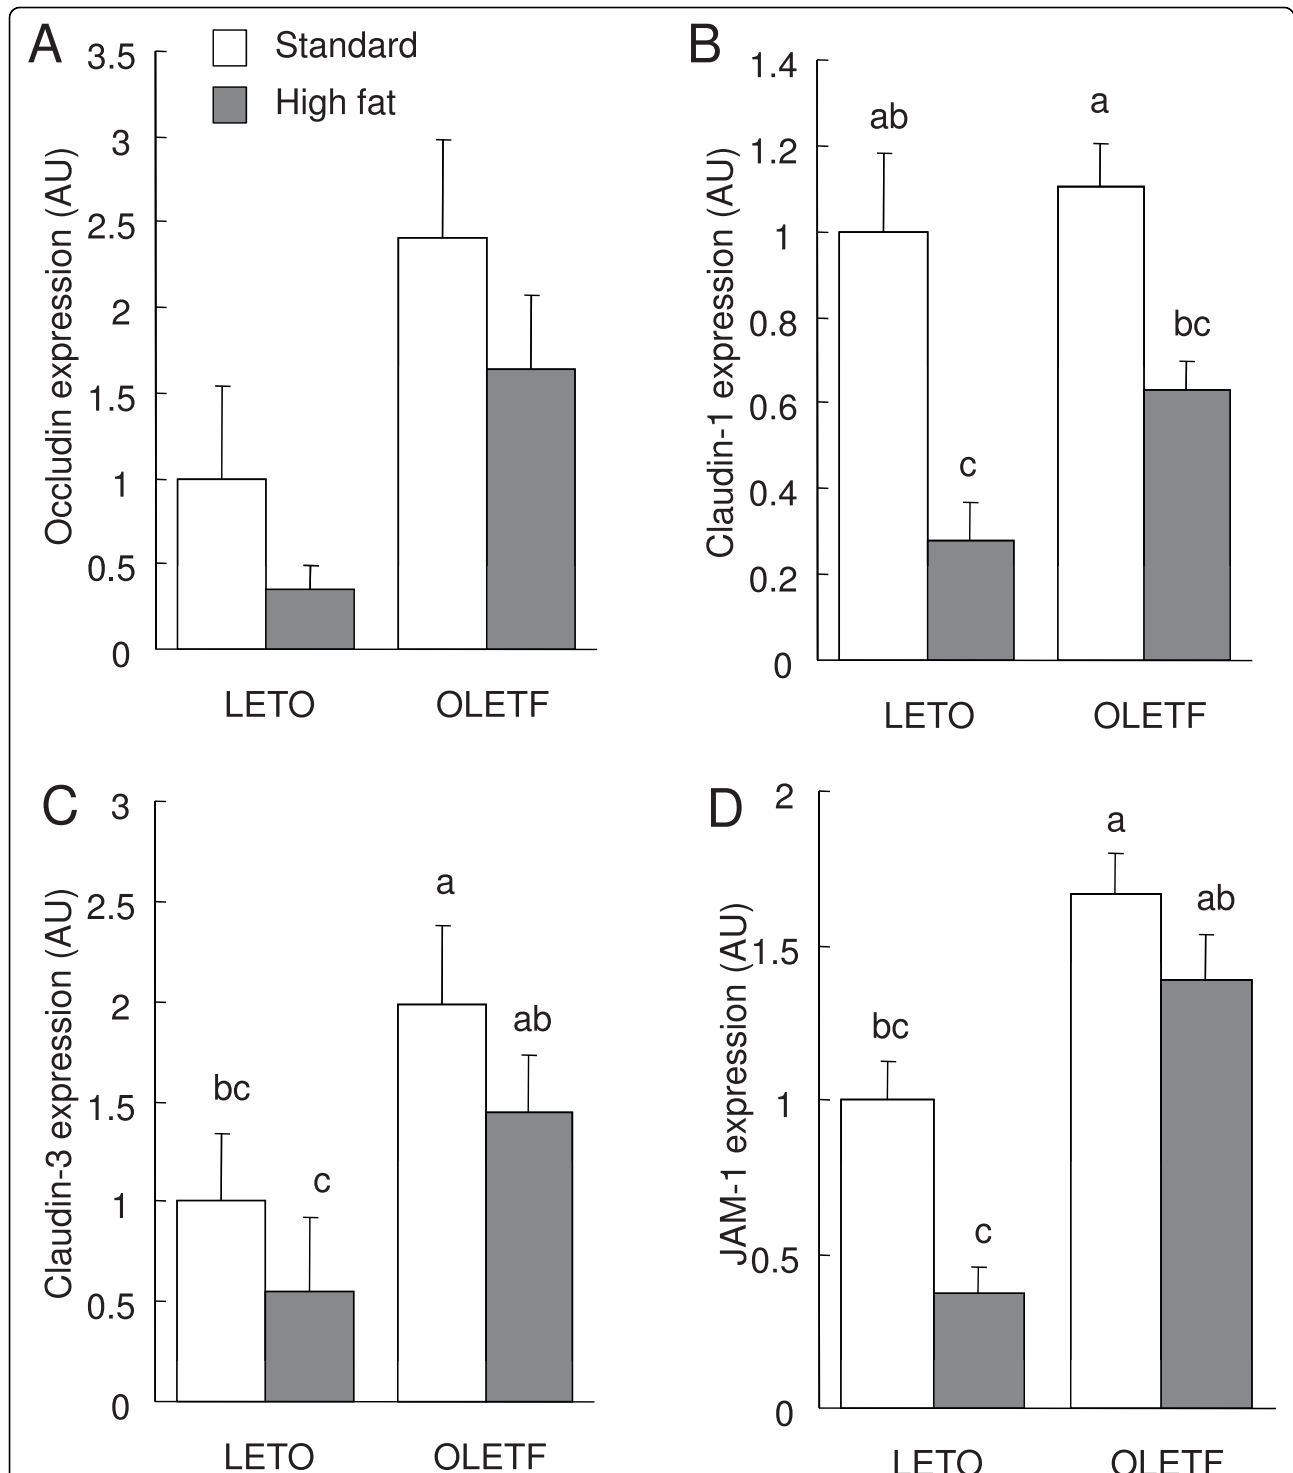 A
Standard
High fat
Occludin expression (AU)
3.5
3
2.5
2
1.5
1
0.5
0
LETO OLETF
B
Claudin-1 expression (AU)
1.4
1.2
1
0.8
0.6
0.4
0.2
0
ab
c
a
bc
LETO OLETF
C
Claudin-3 expression (AU)
3
2.5
2
1.5
1
0.5
0
bc
c
a
ab
LETO OLETF
D
JAM-1 expression (AU)
2
1.5
1
0.5
0
bc
c
a
ab
LETO OLETF